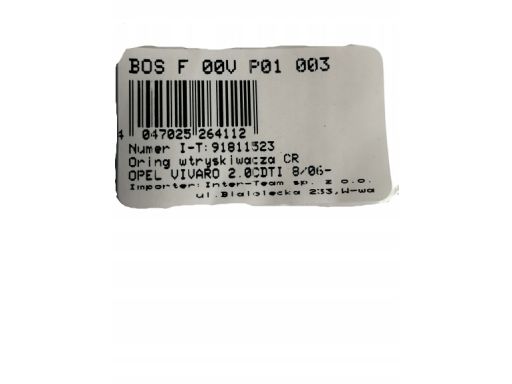 BOS F 00V P01 003
4 047025 264112
Numer I-T: 91811323
Oring wtryskiwacza CR
OPEL VIVARO 2.0CDTI 8/06-
Importer: Inter-Team sp. z o.o.
ul.Białołęcka 233, W-wa